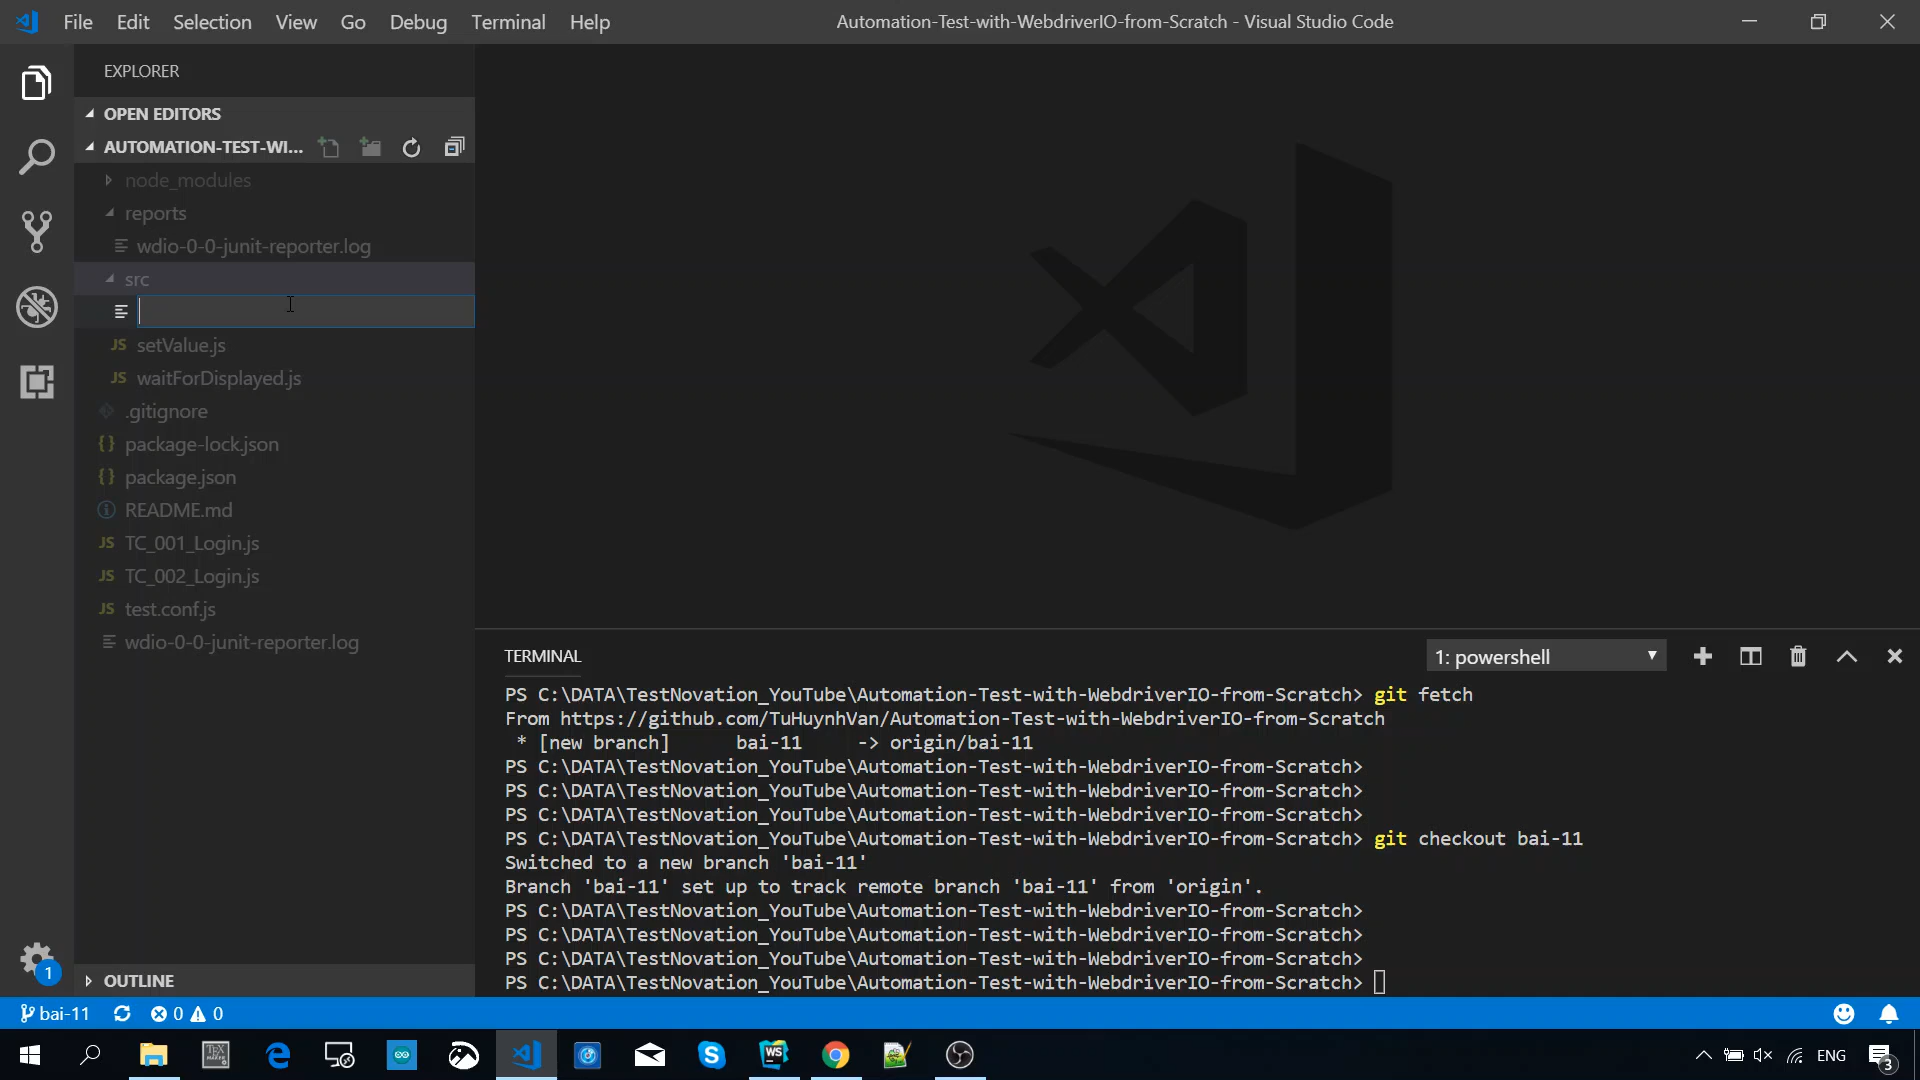 File Edit Selection View Go Debug Terminal Help
Automation-Test-with-WebdriverIO-from-Scratch - Visual Studio Code
EXPLORER
OPEN EDITORS
AUTOMATION-TEST-WI...
node_modules
reports
wdio-0-0-junit-reporter.log
src
JS setValue.js
JS waitForDisplayed.js
.gitignore
{} package-lock.json
{} package.json
README.md
JS TC_001_Login.js
JS TC_002_Login.js
JS test.conf.js
wdio-0-0-junit-reporter.log
OUTLINE
1
TERMINAL
1: powershell
PS C:\DATA\TestNovation_YouTube\Automation-Test-with-WebdriverIO-from-Scratch> git fetch
From https://github.com/TuHuynhVan/Automation-Test-with-WebdriverIO-from-Scratch
* [new branch] bai-11 -> origin/bai-11
PS C:\DATA\TestNovation_YouTube\Automation-Test-with-WebdriverIO-from-Scratch>
PS C:\DATA\TestNovation_YouTube\Automation-Test-with-WebdriverIO-from-Scratch>
PS C:\DATA\TestNovation_YouTube\Automation-Test-with-WebdriverIO-from-Scratch>
PS C:\DATA\TestNovation_YouTube\Automation-Test-with-WebdriverIO-from-Scratch> git checkout bai-11
Switched to a new branch 'bai-11'
Branch 'bai-11' set up to track remote branch 'bai-11' from 'origin'.
PS C:\DATA\TestNovation_YouTube\Automation-Test-with-WebdriverIO-from-Scratch>
PS C:\DATA\TestNovation_YouTube\Automation-Test-with-WebdriverIO-from-Scratch>
PS C:\DATA\TestNovation_YouTube\Automation-Test-with-WebdriverIO-from-Scratch>
PS C:\DATA\TestNovation_YouTube\Automation-Test-with-WebdriverIO-from-Scratch>
bai-11 0 0
WS
ENG
3